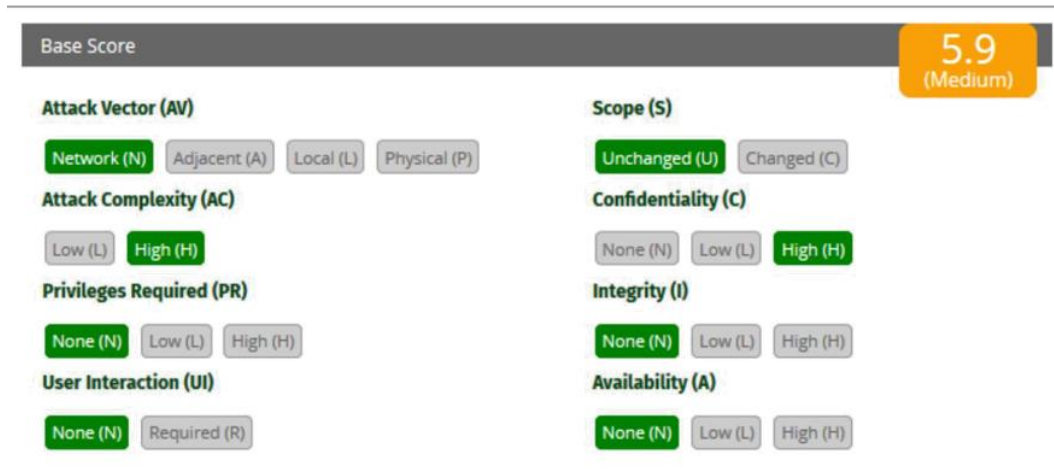 Base Score
5.9
(Medium)
Attack Vector (AV)
Network (N) Adjacent (A) Local (L) Physical (P)
Attack Complexity (AC)
Low (L) High (H)
Privileges Required (PR)
None (N) Low (L) High (H)
User Interaction (UI)
None (N) Required (R)
Scope (S)
Unchanged (U) Changed (C)
Confidentiality (C)
None (N) Low (L) High (H)
Integrity (I)
None (N) Low (L) High (H)
Availability (A)
None (N) Low (L) High (H)